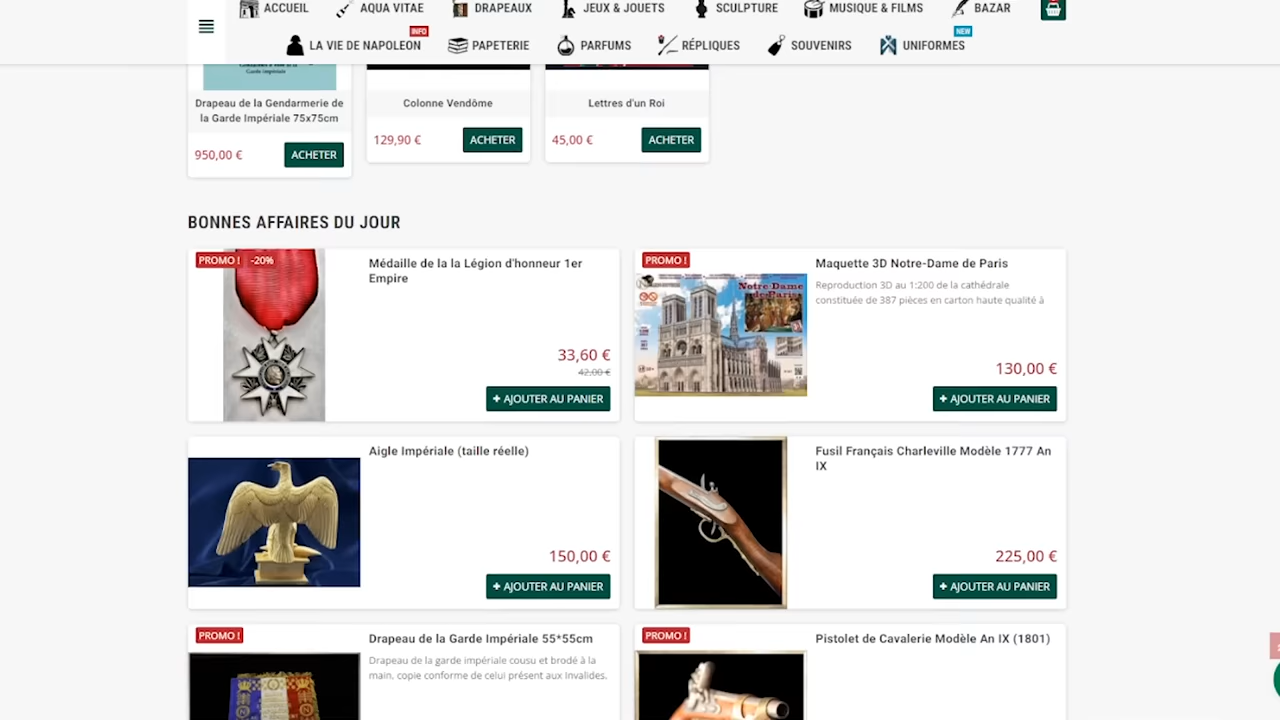 ACCUEIL
AQUA VITAE
DRAPEAUX
JEUX & JOUETS
SCULPTURE
MUSIQUE & FILMS
BAZAR
INFO
NEW
LA VIE DE NAPOLEON
PAPETERIE
PARFUMS
RÉPLIQUES
SOUVENIRS
UNIFORMES
Garde impériale
Drapeau de la Gendarmerie de
la Garde Impériale 75x75cm
950,00 €
ACHETER
Colonne Vendôme
129,90 €
ACHETER
Lettres d'un Roi
45,00 €
ACHETER
BONNES AFFAIRES DU JOUR
PROMO !
-20%
Médaille de la la Légion d'honneur 1er
Empire
33,60 €
42,00 €
+ AJOUTER AU PANIER
PROMO !
Notre Dame
de Paris
Maquette 3D Notre-Dame de Paris
Reproduction 3D au 1:200 de la cathédrale
constituée de 387 pièces en carton haute qualité à
130,00 €
+ AJOUTER AU PANIER
Aigle Impériale (taille réelle)
150,00 €
+ AJOUTER AU PANIER
Fusil Français Charleville Modèle 1777 An
IX
225,00 €
+ AJOUTER AU PANIER
PROMO !
Drapeau de la Garde Impériale 55*55cm
Drapeau de la garde impériale cousu et brodé à la
main, copie conforme de celui présent aux Invalides.
PROMO !
Pistolet de Cavalerie Modèle An IX (1801)